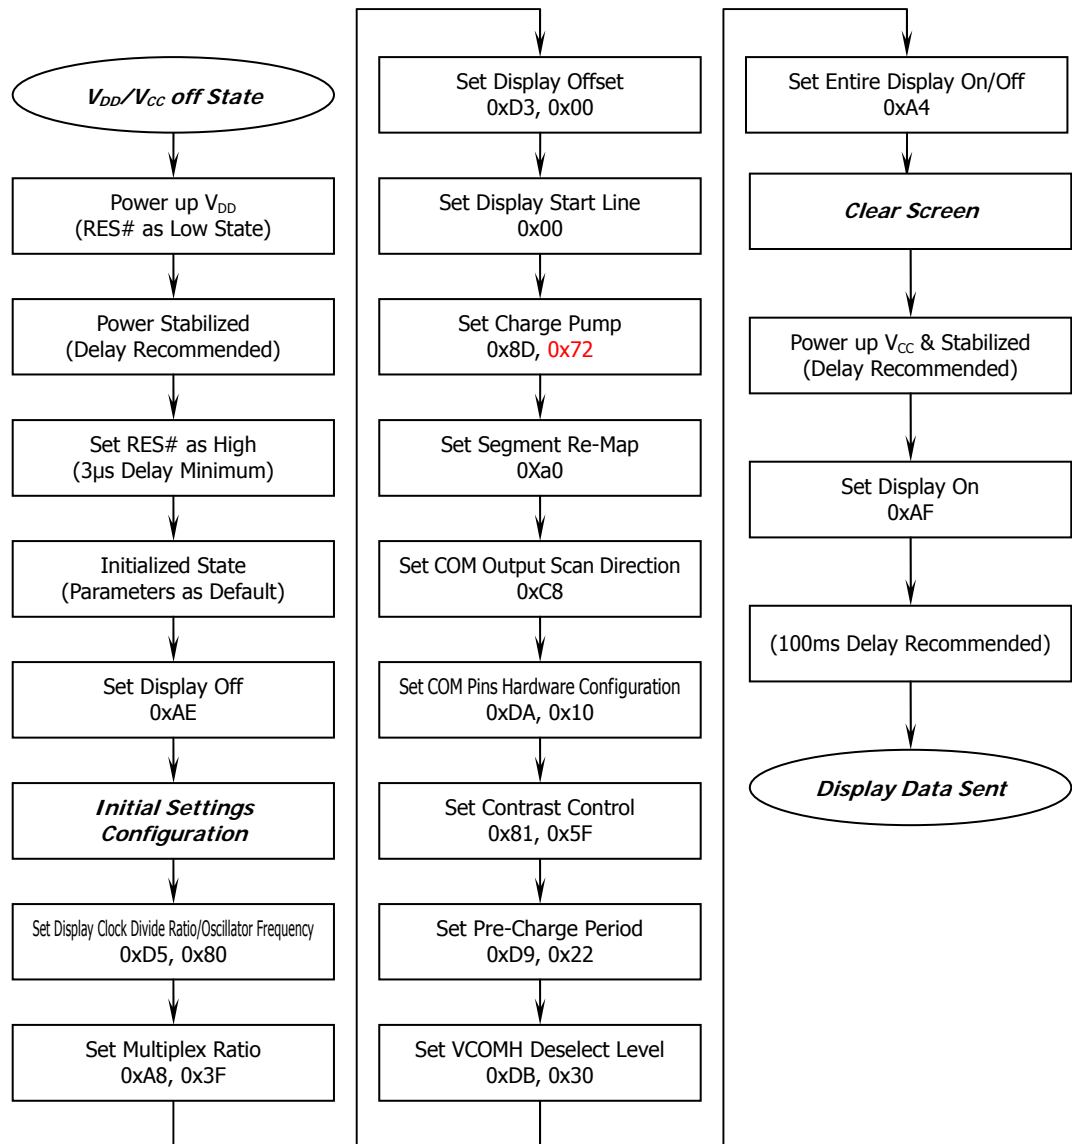 V_DD/V_CC off State
Power up V_DD
(RES# as Low State)
Power Stabilized
(Delay Recommended)
Set RES# as High
(3µs Delay Minimum)
Initialized State
(Parameters as Default)
Set Display Off
0xAE
Initial Settings
Configuration
Set Display Clock Divide Ratio/Oscillator Frequency
0xD5, 0x80
Set Multiplex Ratio
0xA8, 0x3F
Set Display Offset
0xD3, 0x00
Set Display Start Line
0x00
Set Charge Pump
0x8D, 0x72
Set Segment Re-Map
0Xa0
Set COM Output Scan Direction
0xC8
Set COM Pins Hardware Configuration
0xDA, 0x10
Set Contrast Control
0x81, 0x5F
Set Pre-Charge Period
0xD9, 0x22
Set VCOMH Deselect Level
0xDB, 0x30
Set Entire Display On/Off
0xA4
Clear Screen
Power up V_CC & Stabilized
(Delay Recommended)
Set Display On
0xAF
(100ms Delay Recommended)
Display Data Sent